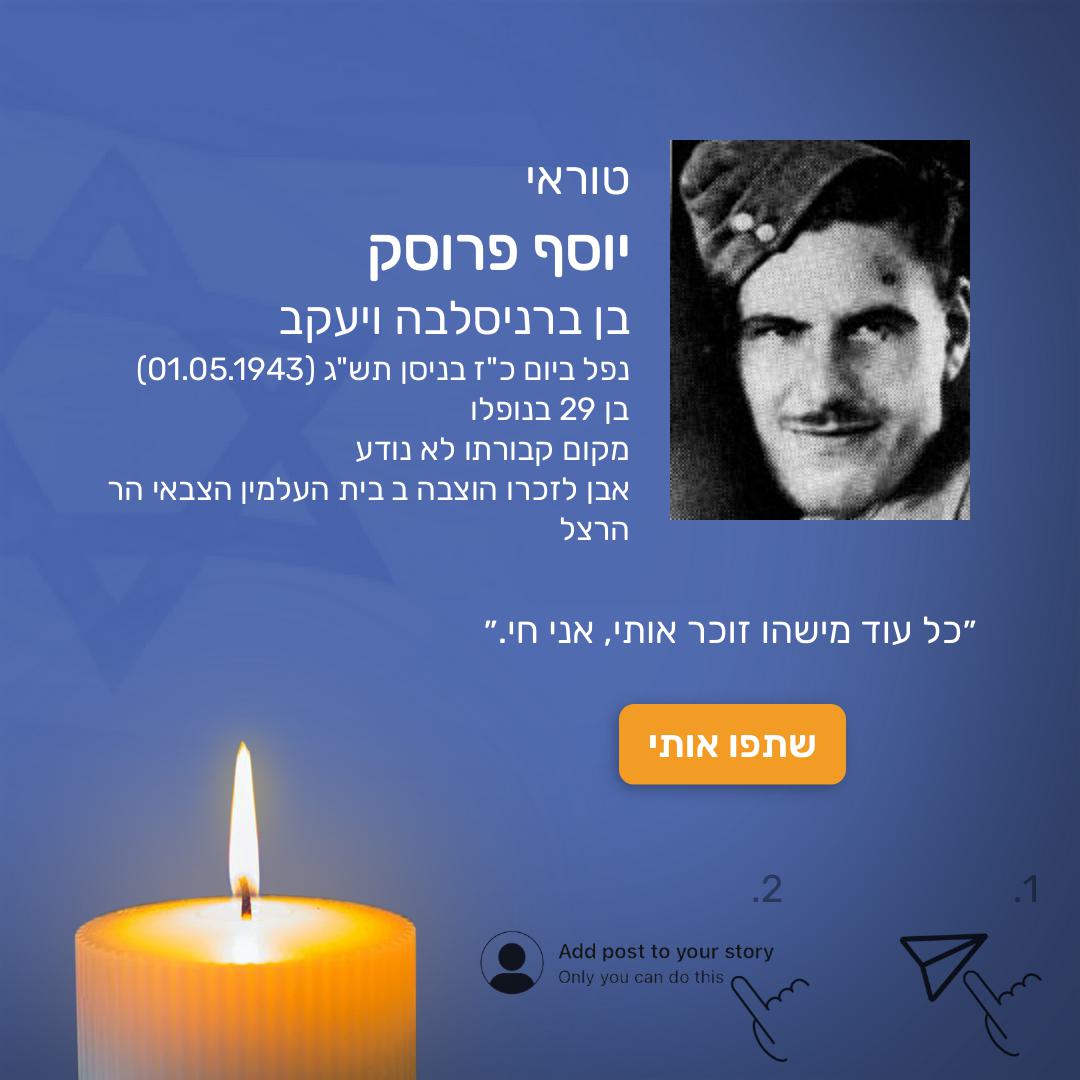 טוראי
יוסף פרוסק
בן ברניסלבה ויעקב
נפל ביום כ"ז בניסן תש"ג (01.05.1943)
בן 29 בנופלו
מקום קבורתו לא נודע
אבן לזכרו הוצבה ב בית העלמין הצבאי הר
הרצל
״כל עוד מישהו זוכר אותי, אני חי.״
שתפו אותי
1.
2.
Add post to your story
Only you can do this